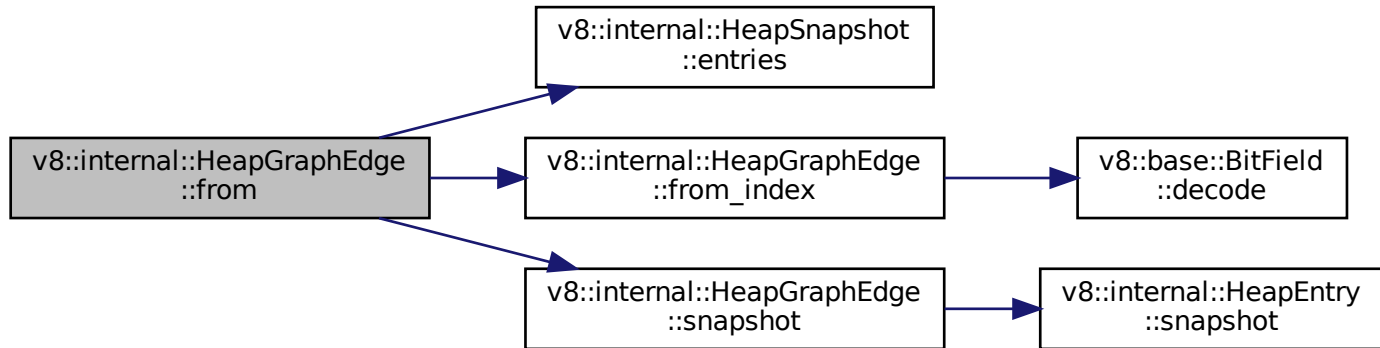 v8::internal::HeapSnapshot
::entries
v8::internal::HeapGraphEdge
::from
v8::internal::HeapGraphEdge
::from_index
v8::base::BitField
::decode
v8::internal::HeapGraphEdge
::snapshot
v8::internal::HeapEntry
::snapshot